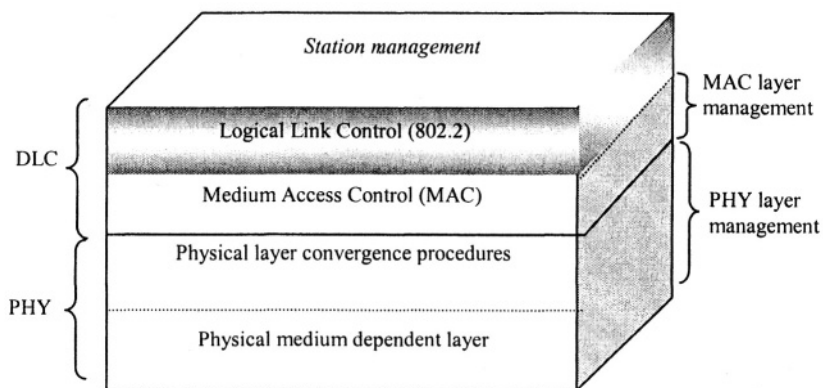 Station management
MAC layer
management
Logical Link Control (802.2)
DLC
Medium Access Control (MAC)
PHY layer
management
Physical layer convergence procedures
PHY
Physical medium dependent layer